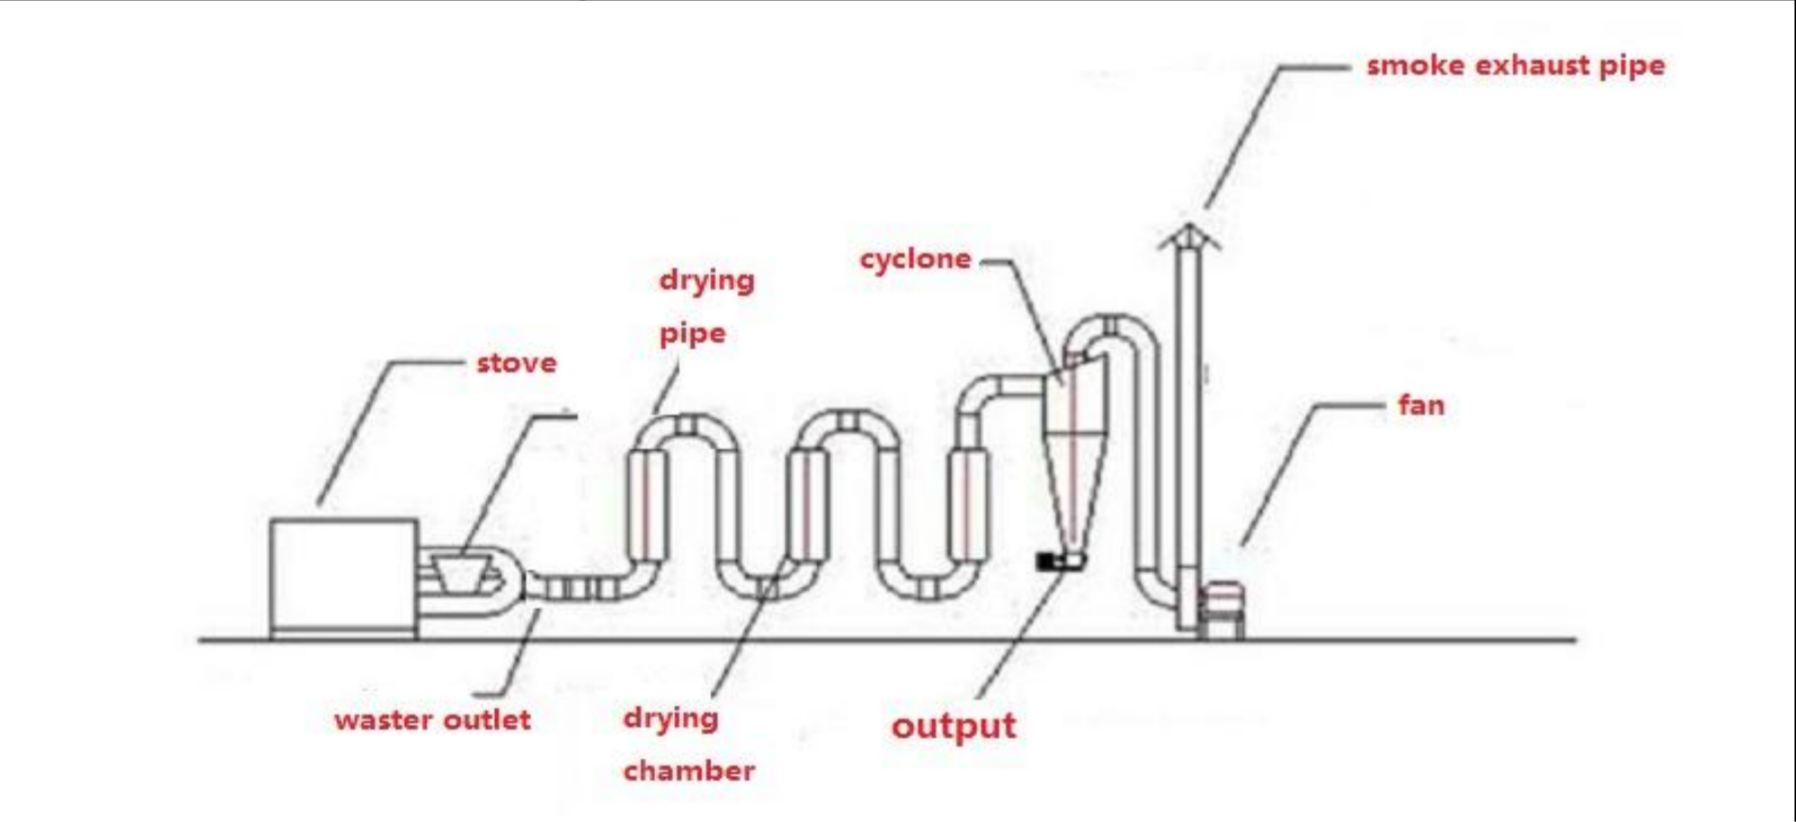 smoke exhaust pipe
cyclone
drying
pipe
stove
fan
waster outlet
drying
chamber
output